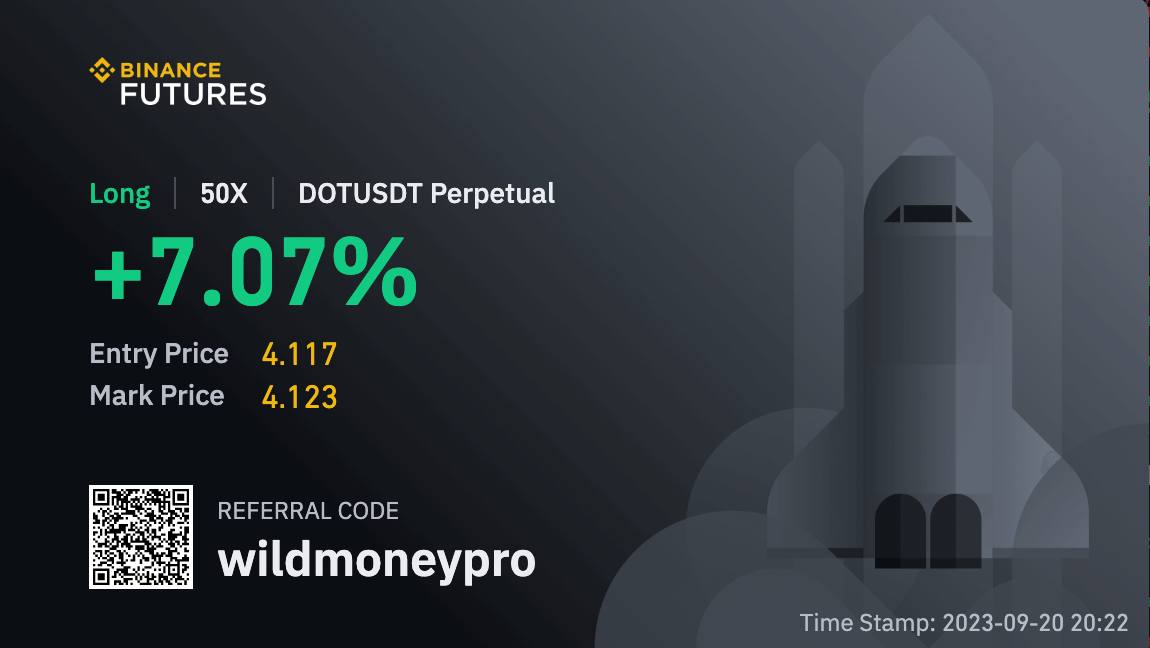 BINANCE
FUTURES
Long | 50X | DOTUSDT Perpetual
+7.07%
Entry Price 4.117
Mark Price 4.123
REFERRAL CODE
wildmoneypro
Time Stamp: 2023-09-20 20:22